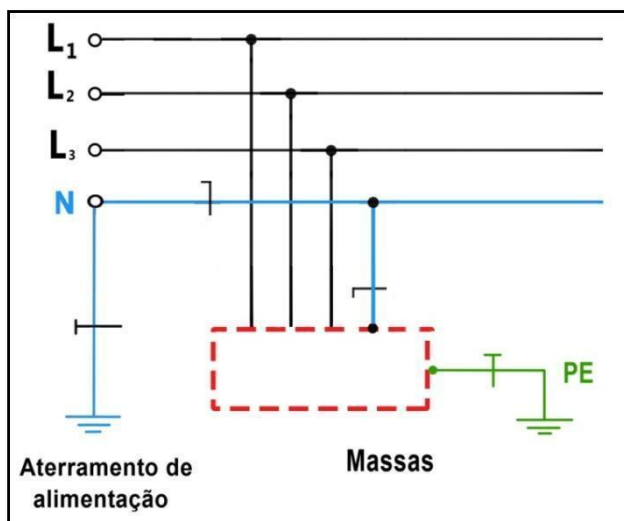 L₁
L₂
L₃
N
PE
Aterramento de
alimentação
Massas